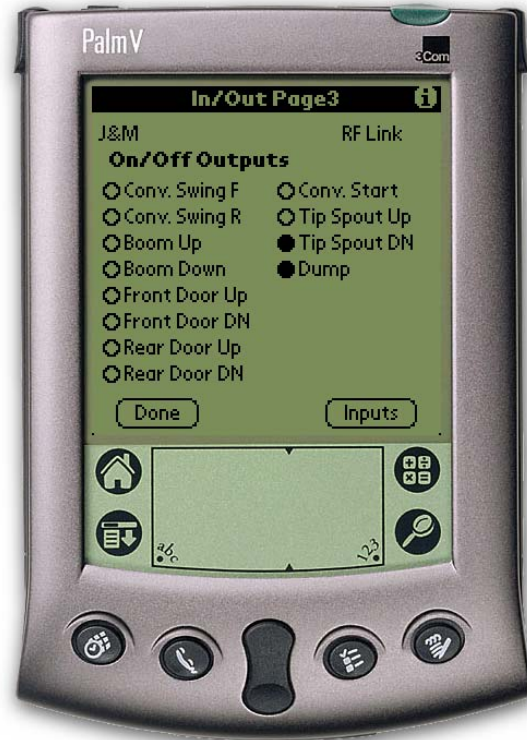 PalmV
3Com
In/Out Page3 i
J&M RF Link
On/Off Outputs
Conv. Swing F Conv. Start
Conv. Swing R Tip Spout Up
Boom Up Tip Spout DN
Boom Down Dump
Front Door Up
Front Door DN
Rear Door Up
Rear Door DN
Done Inputs
abc 123